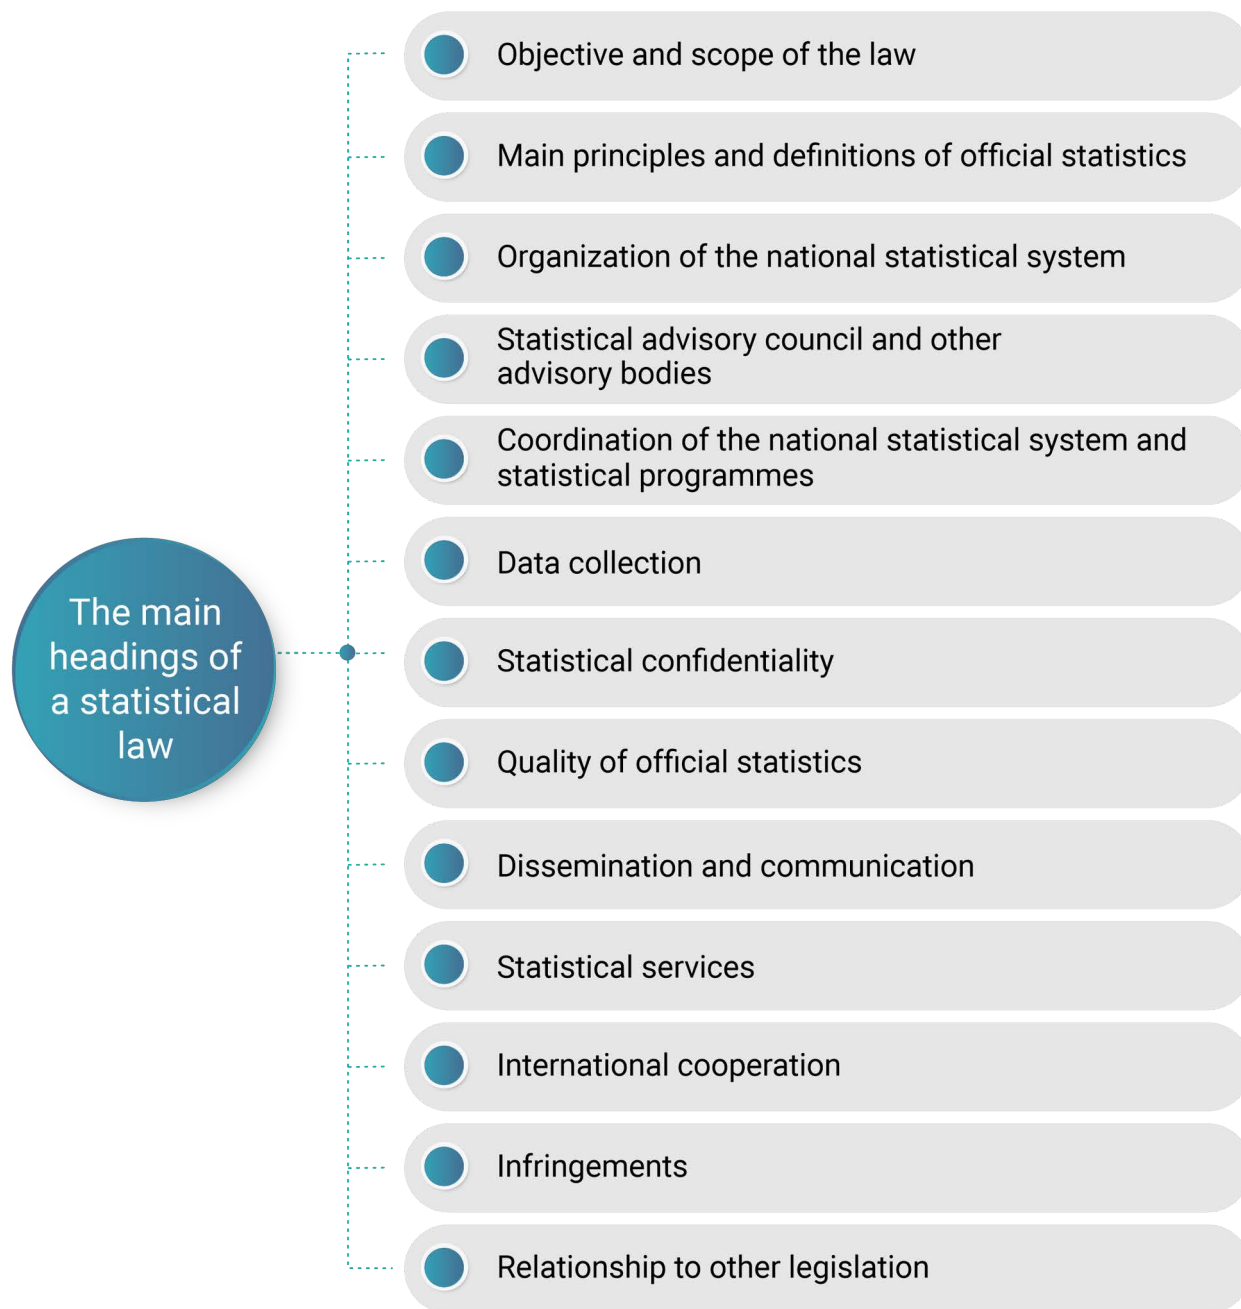 Objective and scope of the law
Main principles and definitions of official statistics
Organization of the national statistical system
Statistical advisory council and other
advisory bodies
Coordination of the national statistical system and
statistical programmes
Data collection
The main
headings of
a statistical
law
Statistical confidentiality
Quality of official statistics
Dissemination and communication
Statistical services
International cooperation
Infringements
Relationship to other legislation